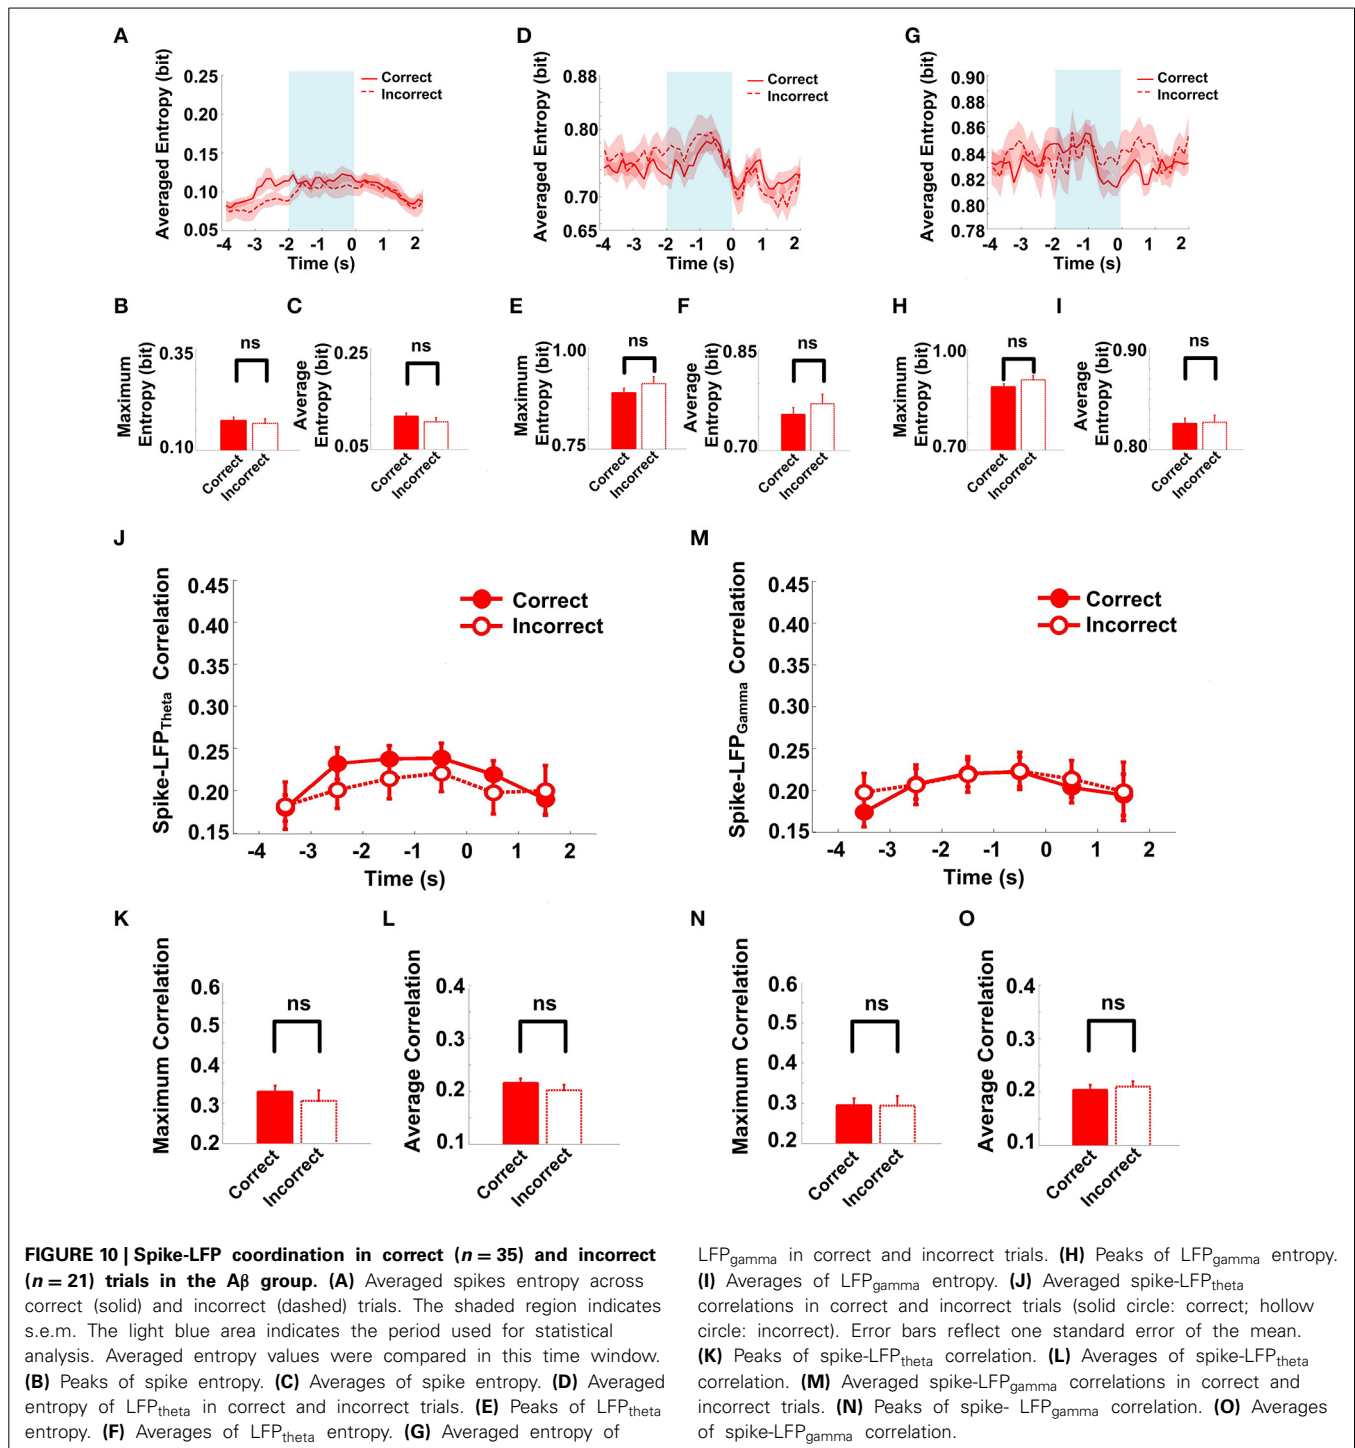 A
Averaged Entropy (bit)
0.25
0.20
0.15
0.10
0.05
Correct
Incorrect
-4 -3 -2 -1 0 1 2
Time (s)
D
Averaged Entropy (bit)
0.88
0.80
0.70
0.65
Correct
Incorrect
-4 -3 -2 -1 0 1 2
Time (s)
G
Averaged Entropy (bit)
0.90
0.88
0.86
0.84
0.82
0.80
0.78
Correct
Incorrect
-4 -3 -2 -1 0 1 2
Time (s)
B
Maximum
Entropy (bit)
0.35
0.10
ns
Correct
Incorrect
C
Average
Entropy (bit)
0.25
0.05
ns
Correct
Incorrect
E
Maximum
Entropy (bit)
1.00
0.75
ns
Correct
Incorrect
F
Average
Entropy (bit)
0.85
0.70
ns
Correct
Incorrect
H
Maximum
Entropy (bit)
1.00
0.70
ns
Correct
Incorrect
I
Average
Entropy (bit)
0.90
0.80
ns
Correct
Incorrect
J
Spike-LFPTheta Correlation
0.45
0.40
0.35
0.30
0.25
0.20
0.15
Correct
Incorrect
-4 -3 -2 -1 0 1 2
Time (s)
M
Spike-LFPGamma Correlation
0.45
0.40
0.35
0.30
0.25
0.20
0.15
Correct
Incorrect
-4 -3 -2 -1 0 1 2
Time (s)
K
Maximum Correlation
0.6
0.5
0.4
0.3
0.2
ns
Correct
Incorrect
L
Average Correlation
0.4
0.3
0.2
0.1
ns
Correct
Incorrect
N
Maximum Correlation
0.6
0.5
0.4
0.3
0.2
ns
Correct
Incorrect
O
Average Correlation
0.4
0.3
0.2
0.1
ns
Correct
Incorrect
FIGURE 10 | Spike-LFP coordination in correct (n = 35) and incorrect
(n = 21) trials in the Aβ group. (A) Averaged spikes entropy across
correct (solid) and incorrect (dashed) trials. The shaded region indicates
s.e.m. The light blue area indicates the period used for statistical
analysis. Averaged entropy values were compared in this time window.
(B) Peaks of spike entropy. (C) Averages of spike entropy. (D) Averaged
entropy of LFPtheta in correct and incorrect trials. (E) Peaks of LFPtheta
entropy. (F) Averages of LFPtheta entropy. (G) Averaged entropy of
LFPgamma in correct and incorrect trials. (H) Peaks of LFPgamma entropy.
(I) Averages of LFPgamma entropy. (J) Averaged spike-LFPtheta
correlations in correct and incorrect trials (solid circle: correct; hollow
circle: incorrect). Error bars reflect one standard error of the mean.
(K) Peaks of spike-LFPtheta correlation. (L) Averages of spike-LFPtheta
correlation. (M) Averaged spike-LFPgamma correlations in correct and
incorrect trials. (N) Peaks of spike- LFPgamma correlation. (O) Averages
of spike-LFPgamma correlation.